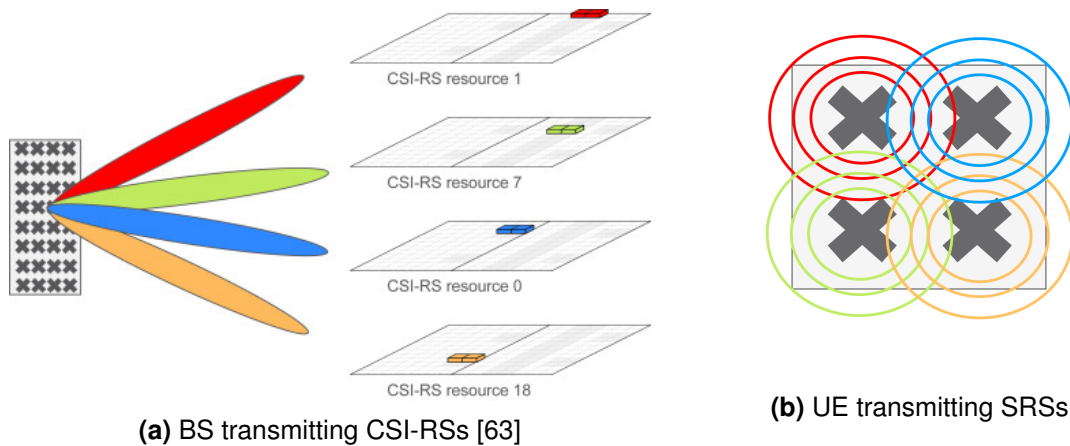 CSI-RS resource 1
CSI-RS resource 7
CSI-RS resource 0
CSI-RS resource 18
(a) BS transmitting CSI-RSs [63]
(b) UE transmitting SRSs